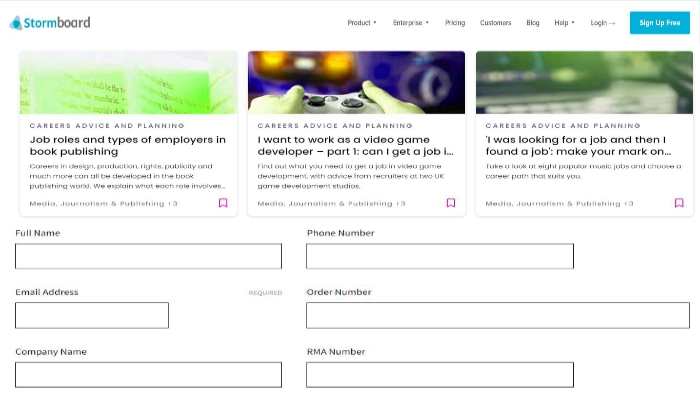 Stormboard
Product Enterprise Pricing Customers Blog Help Login → Sign Up Free
CAREERS ADVICE AND PLANNING
Job roles and types of employers in
book publishing
Careers in design, production, rights, publicity and
much more can all be developed in the book
publishing world. We explain what each role involves...
Media, Journalism & Publishing +3
CAREERS ADVICE AND PLANNING
I want to work as a video game
developer – part 1: can I get a job i...
Find out what you need to get a job in video game
development, with advice from recruiters at two UK
game development studios.
Media, Journalism & Publishing +3
CAREERS ADVICE AND PLANNING
'I was looking for a job and then I
found a job': make your mark on...
Take a look at eight popular music jobs and choose a
career path that suits you.
Media, Journalism & Publishing +3
Full Name
Phone Number
Email Address REQUIRED
Order Number
Company Name
RMA Number